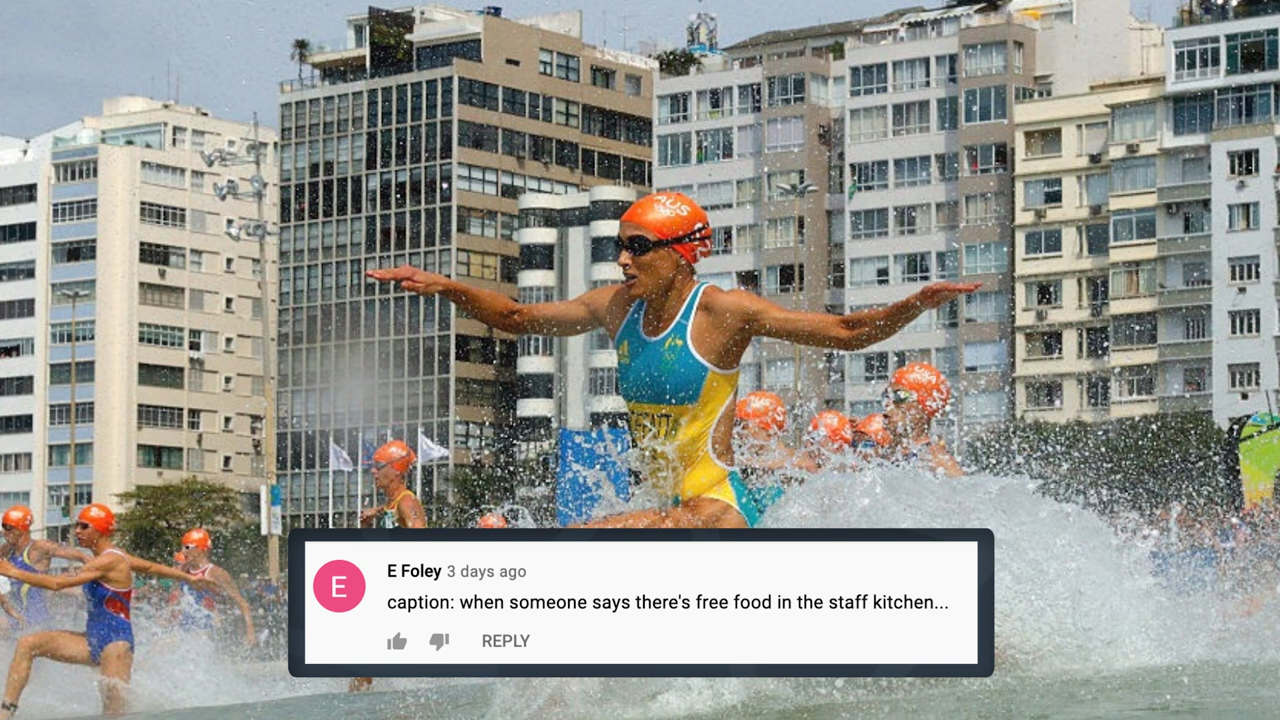 AUS
E
E Foley 3 days ago
caption: when someone says there's free food in the staff kitchen...
REPLY